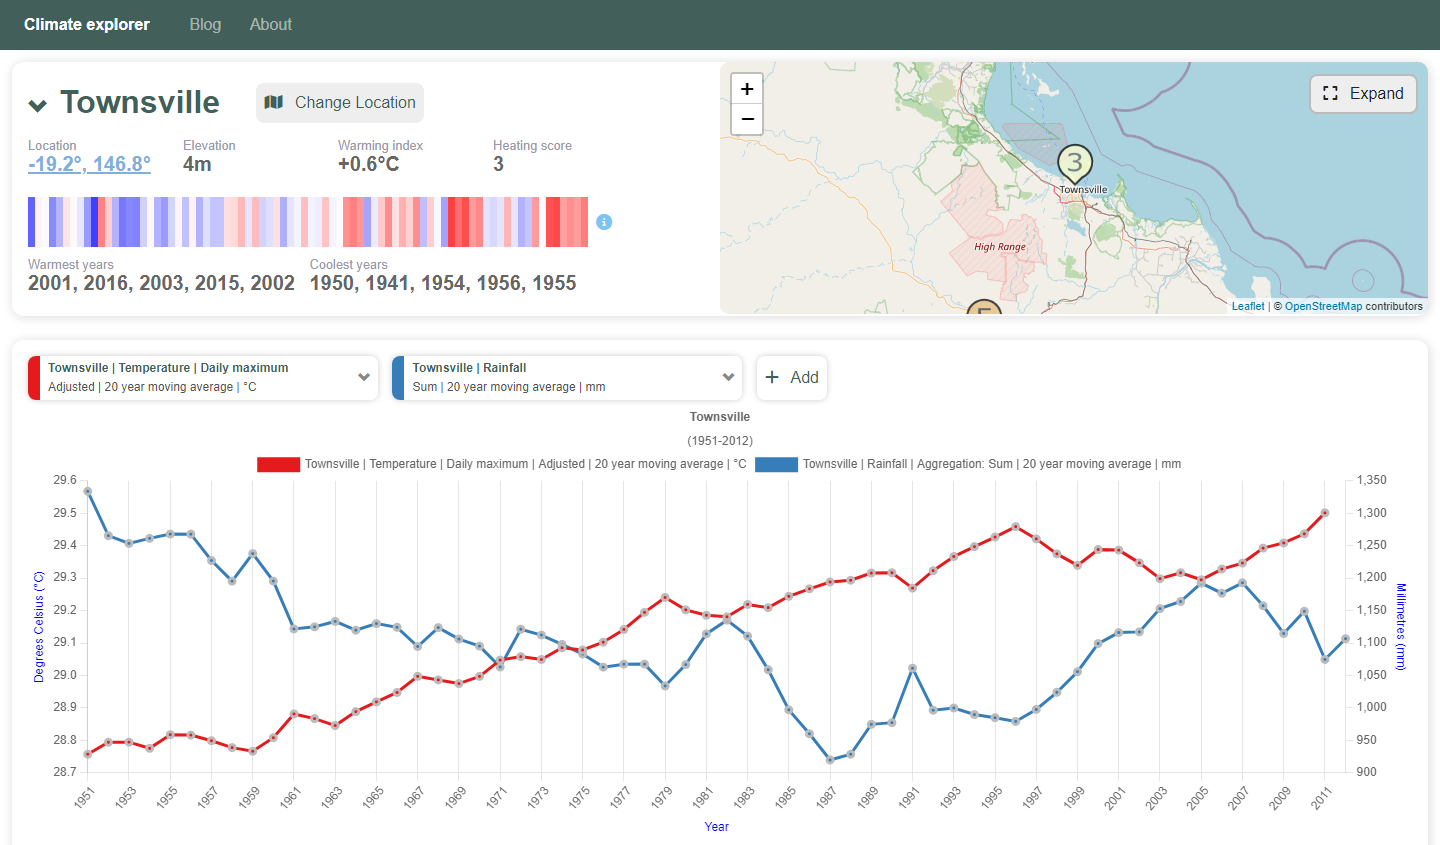 Climate explorer Blog About
Townsville Change Location
Location Elevation Warming index Heating score
-19.2°, 146.8° 4m +0.6°C 3
Warmest years Coolest years
2001, 2016, 2003, 2015, 2002 1950, 1941, 1954, 1956, 1955
+
−
Expand
3
Townsville
High Range
Leaflet | © OpenStreetMap contributors
Townsville | Temperature | Daily maximum
Adjusted | 20 year moving average | °C
Townsville | Rainfall
Sum | 20 year moving average | mm
+ Add
Townsville
(1951-2012)
Townsville | Temperature | Daily maximum | Adjusted | 20 year moving average | °C Townsville | Rainfall | Aggregation: Sum | 20 year moving average | mm
29.6 1,350
29.5 1,300
29.4 1,250
29.3 1,200
29.2 1,150
29.1 1,100
29.0 1,050
28.9 1,000
28.8 950
28.7 900
Degrees Celsius (°C)
Millimetres (mm)
1951 1953 1955 1957 1959 1961 1963 1965 1967 1969 1971 1973 1975 1977 1979 1981 1983 1985 1987 1989 1991 1993 1995 1997 1999 2001 2003 2005 2007 2009 2011
Year